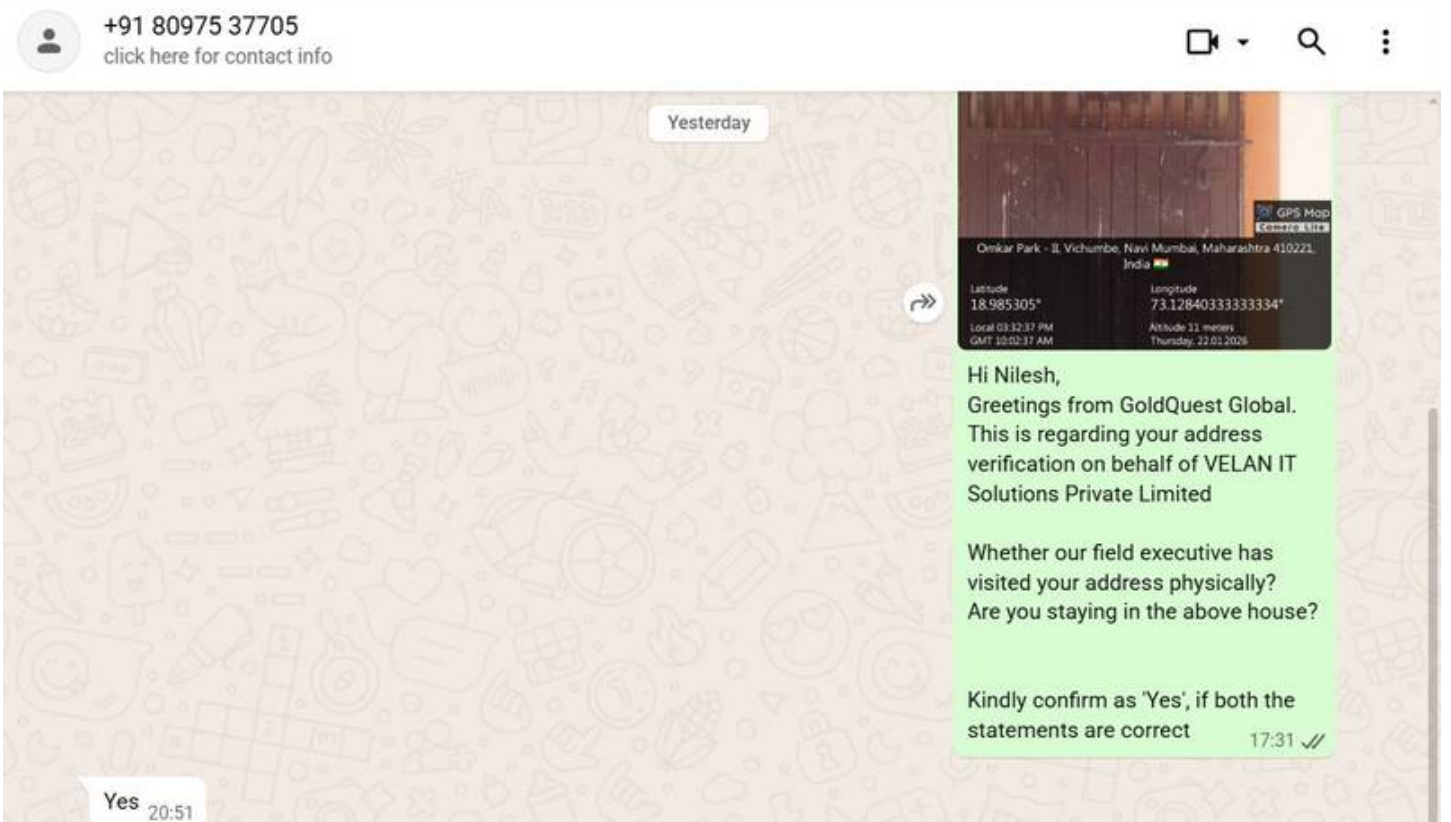 +91 80975 37705
click here for contact info
Yesterday
GPS Map
Camera Lite
Omkar Park - II, Vichumbe, Navi Mumbai, Maharashtra 410221,
India
Latitude
18.985305°
Longitude
73.12840333333334°
Local 03:32:37 PM
GMT 10:02:37 AM
Altitude 11 meters
Thursday, 22.01.2026
Hi Nilesh,
Greetings from GoldQuest Global.
This is regarding your address
verification on behalf of VELAN IT
Solutions Private Limited
Whether our field executive has
visited your address physically?
Are you staying in the above house?
Kindly confirm as 'Yes', if both the
statements are correct
17:31
Yes
20:51